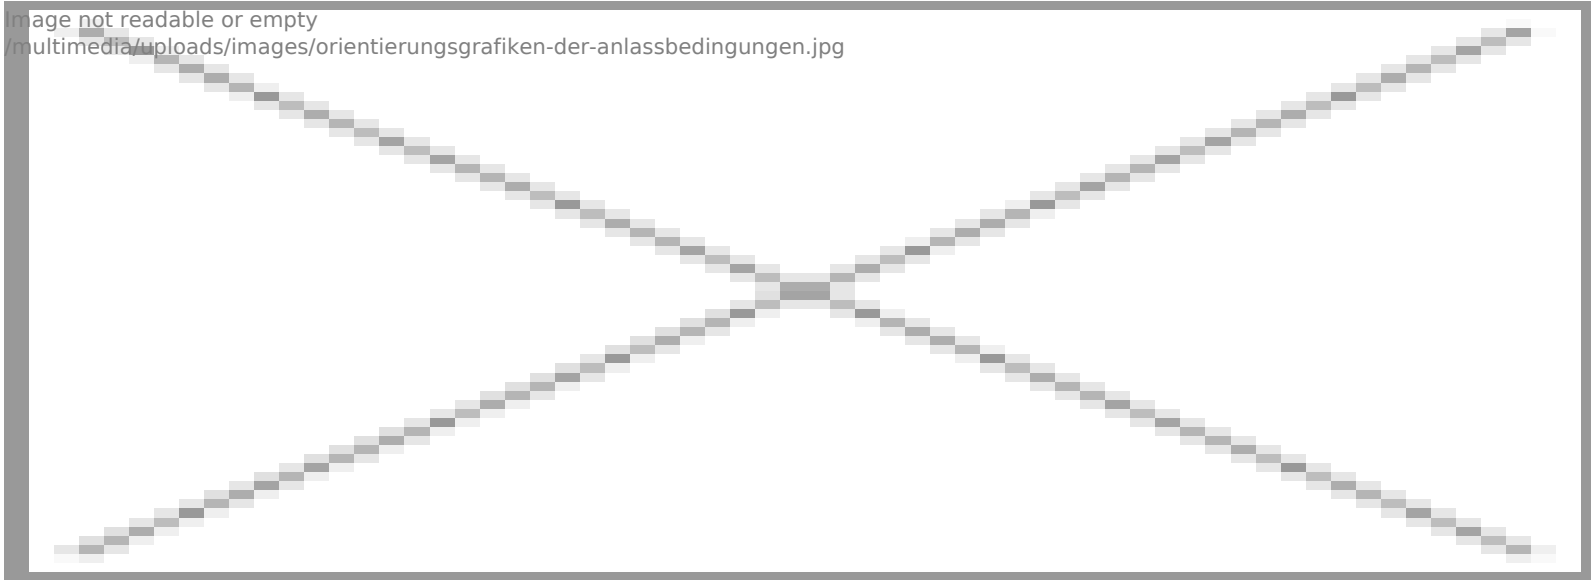 Image not readable or empty
/multimedia/uploads/images/orientierungsgrafiken-der-anlassbedingungen.jpg